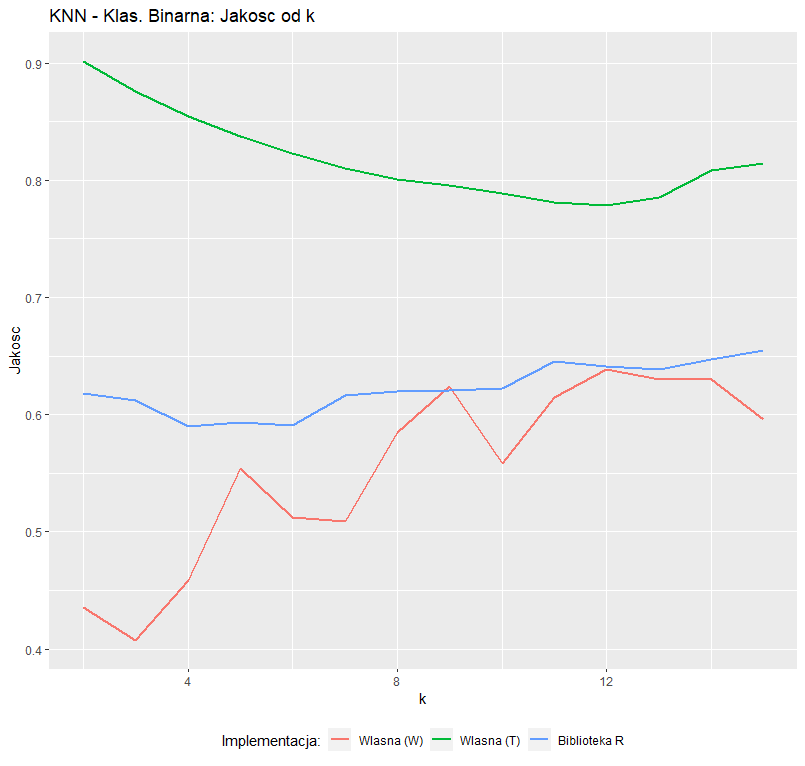 KNN - Klas. Binarna: Jakosc od k
Jakosc
0.9
0.8
0.7
0.6
0.5
0.4
4 8 12
k
Implementacja: Wlasna (W) Wlasna (T) Biblioteka R